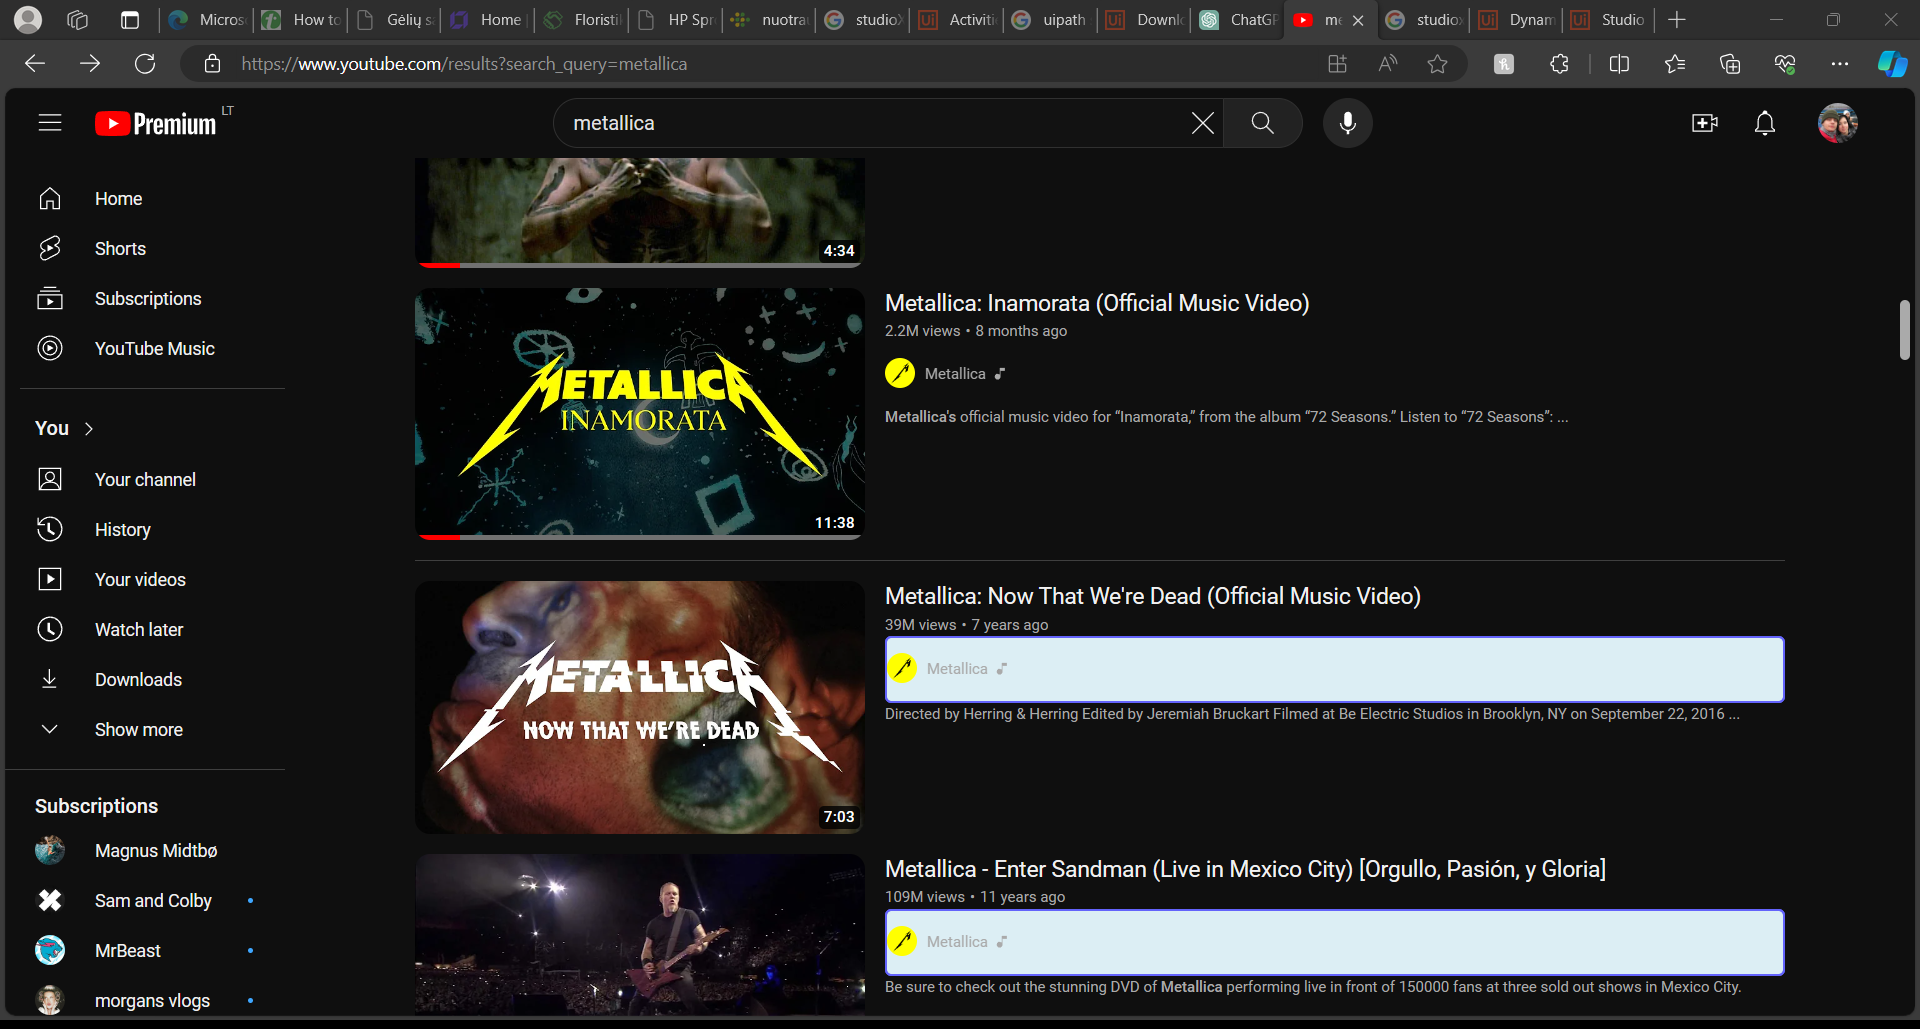 Micros
How to
Gėlių s
Home
Floristi
HP Spr
nuotra
studio
Activiti
uipath
Downl
ChatGP
me
studio
Dynam
Studio
https://www.youtube.com/results?search_query=metallica
Premium LT
metallica
Home
Shorts
Subscriptions
YouTube Music
You
Your channel
History
Your videos
Watch later
Downloads
Show more
Subscriptions
Magnus Midtbø
Sam and Colby
MrBeast
morgans vlogs
4:34
METALLICA
INAMORATA
11:38
Metallica: Inamorata (Official Music Video)
2.2M views • 8 months ago
Metallica
Metallica's official music video for “Inamorata,” from the album “72 Seasons.” Listen to “72 Seasons”: ...
METALLICA
NOW THAT WE'RE DEAD
7:03
Metallica: Now That We're Dead (Official Music Video)
39M views • 7 years ago
Metallica
Directed by Herring & Herring Edited by Jeremiah Bruckart Filmed at Be Electric Studios in Brooklyn, NY on September 22, 2016 ...
Metallica - Enter Sandman (Live in Mexico City) [Orgullo, Pasión, y Gloria]
109M views • 11 years ago
Metallica
Be sure to check out the stunning DVD of Metallica performing live in front of 150000 fans at three sold out shows in Mexico City.